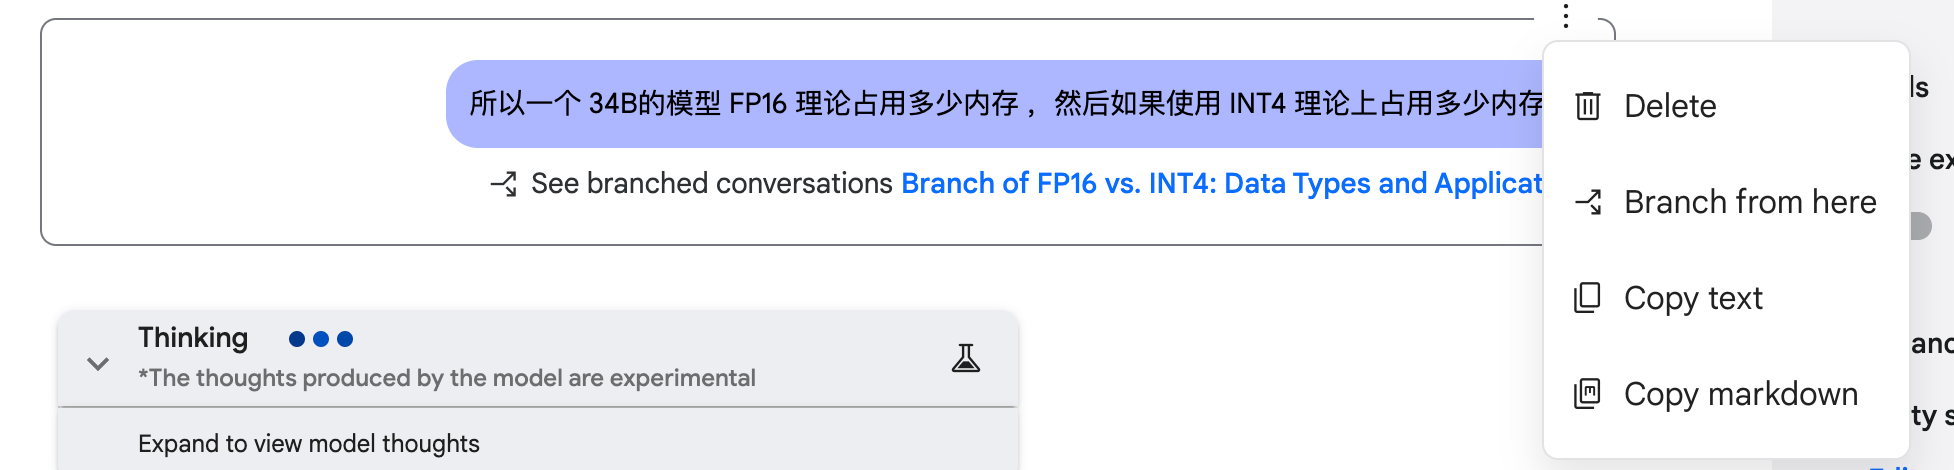 所以一个 34B的模型 FP16 理论占用多少内存 ，然后如果使用 INT4 理论上占用多少内存
See branched conversations Branch of FP16 vs. INT4: Data Types and Applicat
Thinking
*The thoughts produced by the model are experimental
Expand to view model thoughts
Delete
Branch from here
Copy text
Copy markdown
ls
e ex
and
ty s